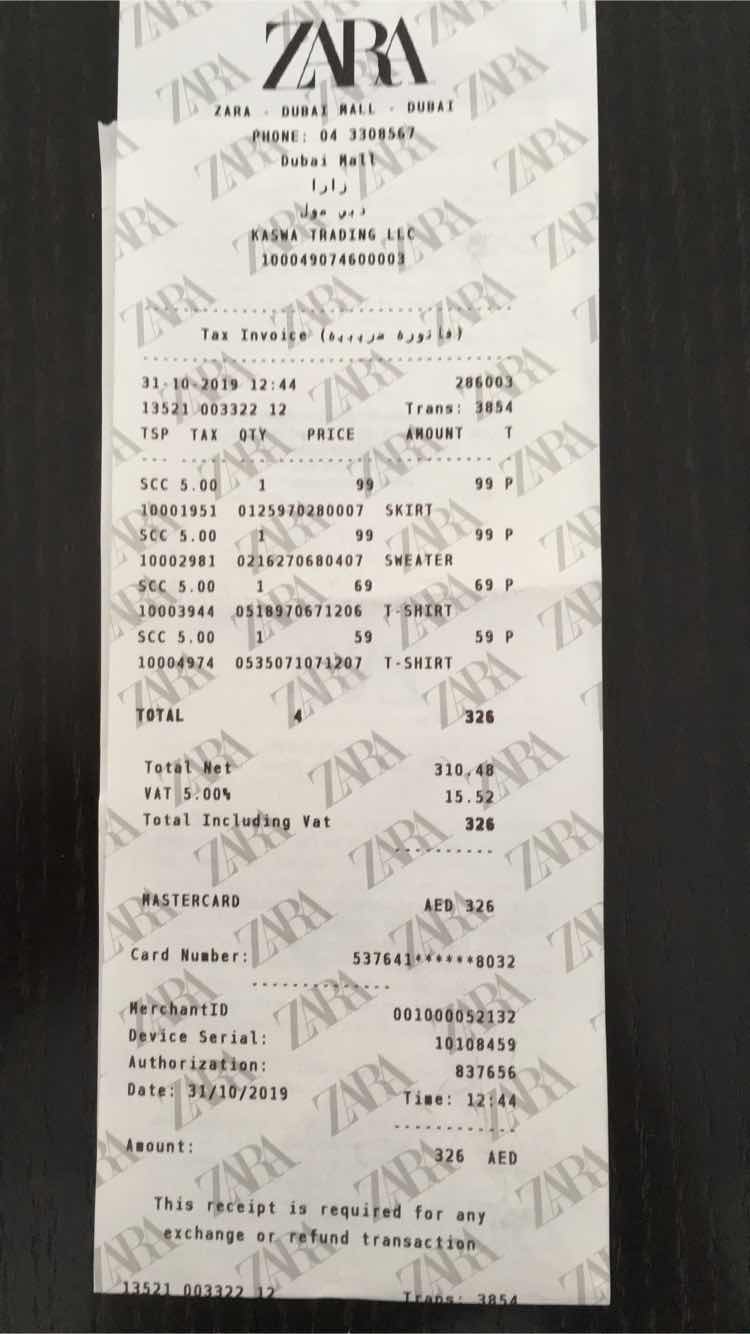 ZARA
ZARA - DUBAI MALL - DUBAI
PHONE: 04 3308567
Dubai Mall
زارا
دبي مول
KASWA TRADING LLC
100049074600003
Tax Invoice (فاتورة ضريبية)
31-10-2019 12:44 286003
13521 003322 12 Trans: 3854
TSP TAX QTY PRICE AMOUNT T
SCC 5.00 1 99 99 P
10001951 0125970280007 SKIRT
SCC 5.00 1 99 99 P
10002981 0216270680407 SWEATER
SCC 5.00 1 69 69 P
10003944 0518970671206 T-SHIRT
SCC 5.00 1 59 59 P
10004974 0535071071207 T-SHIRT
TOTAL 4 326
Total Net 310.48
VAT 5.00% 15.52
Total Including Vat 326
MASTERCARD AED 326
Card Number: 537641******8032
MerchantID 001000052132
Device Serial: 10108459
Authorization: 837656
Date: 31/10/2019 Time: 12:44
Amount: 326 AED
This receipt is required for any
exchange or refund transaction
13521 003322 12 Trans: 3854